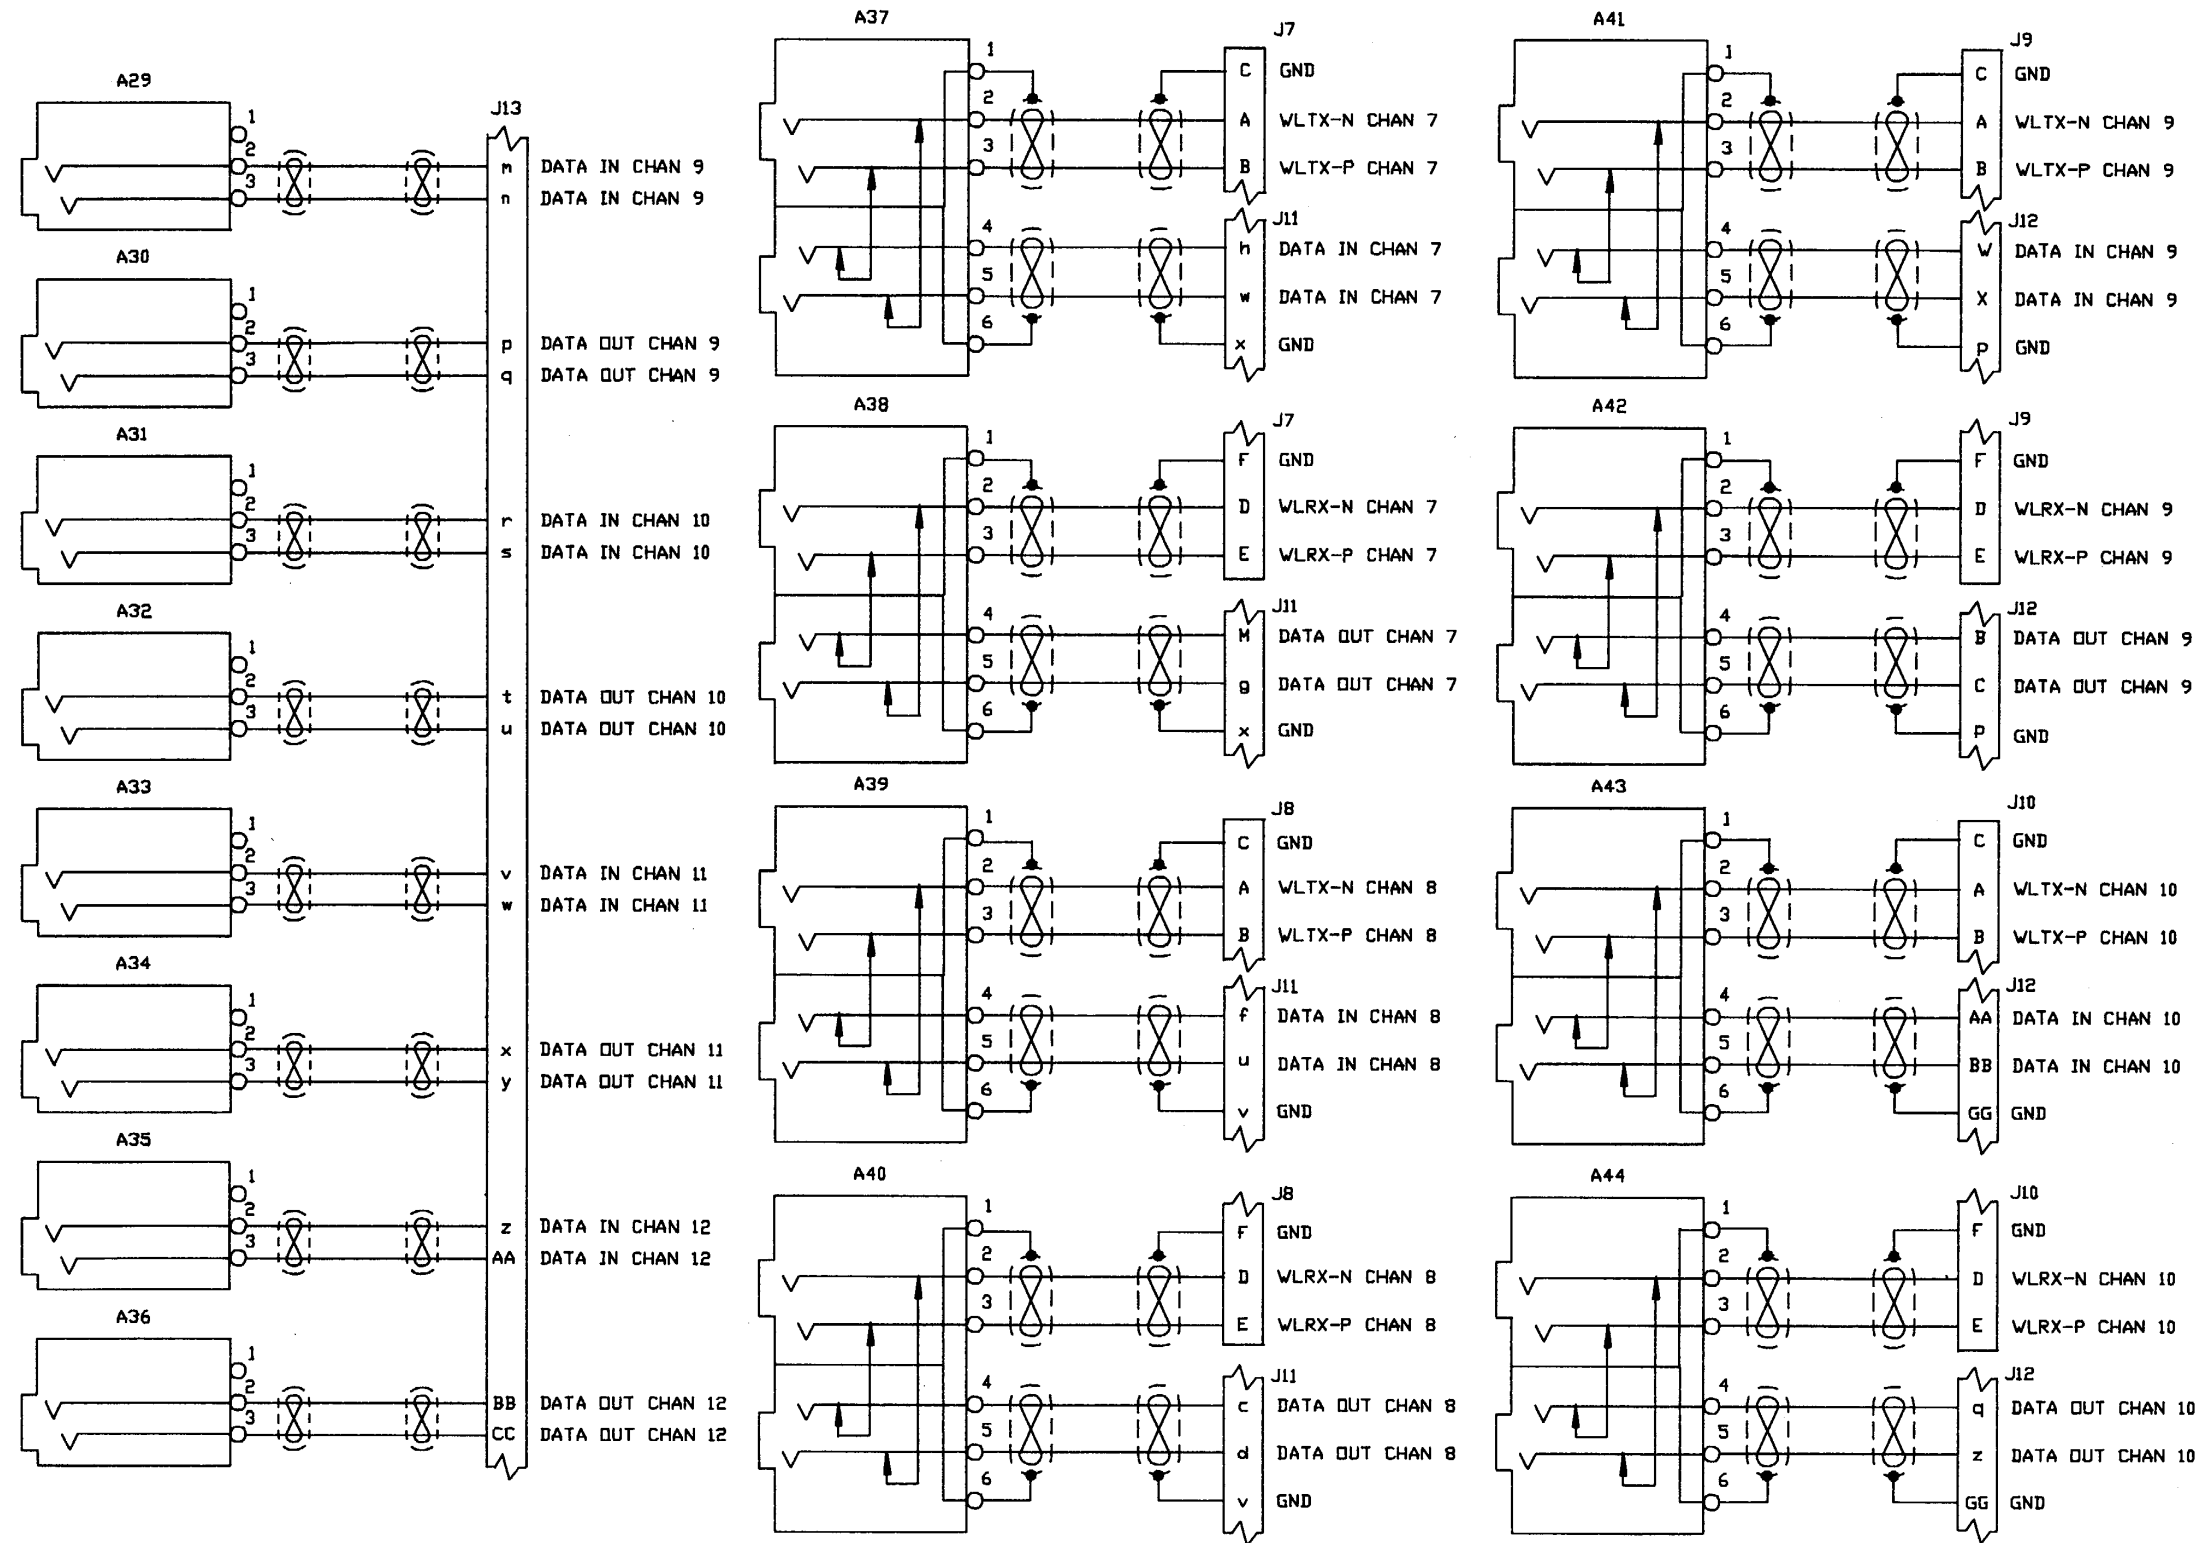 A29
J13
1
2
3
m DATA IN CHAN 9
n DATA IN CHAN 9
A30
1
2
3
p DATA OUT CHAN 9
q DATA OUT CHAN 9
A31
1
2
3
r DATA IN CHAN 10
s DATA IN CHAN 10
A32
1
2
3
t DATA OUT CHAN 10
u DATA OUT CHAN 10
A33
1
2
3
v DATA IN CHAN 11
w DATA IN CHAN 11
A34
1
2
3
x DATA OUT CHAN 11
y DATA OUT CHAN 11
A35
1
2
3
z DATA IN CHAN 12
AA DATA IN CHAN 12
A36
1
2
3
BB DATA OUT CHAN 12
CC DATA OUT CHAN 12
A37
J7
1
C GND
2
A WLTX-N CHAN 7
3
B WLTX-P CHAN 7
J11
4
h DATA IN CHAN 7
5
w DATA IN CHAN 7
6
x GND
A38
J7
1
F GND
2
D WLRX-N CHAN 7
3
E WLRX-P CHAN 7
J11
4
M DATA OUT CHAN 7
5
g DATA OUT CHAN 7
6
x GND
A39
J8
1
C GND
2
A WLTX-N CHAN 8
3
B WLTX-P CHAN 8
J11
4
f DATA IN CHAN 8
5
u DATA IN CHAN 8
6
v GND
A40
J8
1
F GND
2
D WLRX-N CHAN 8
3
E WLRX-P CHAN 8
J11
4
c DATA OUT CHAN 8
5
d DATA OUT CHAN 8
6
v GND
A41
J9
1
C GND
2
A WLTX-N CHAN 9
3
B WLTX-P CHAN 9
J12
4
W DATA IN CHAN 9
5
X DATA IN CHAN 9
6
P GND
A42
J9
1
F GND
2
D WLRX-N CHAN 9
3
E WLRX-P CHAN 9
J12
4
B DATA OUT CHAN 9
5
C DATA OUT CHAN 9
6
P GND
A43
J10
1
C GND
2
A WLTX-N CHAN 10
3
B WLTX-P CHAN 10
J12
4
AA DATA IN CHAN 10
5
BB DATA IN CHAN 10
6
GG GND
A44
J10
1
F GND
2
D WLRX-N CHAN 10
3
E WLRX-P CHAN 10
J12
4
q DATA OUT CHAN 10
5
z DATA OUT CHAN 10
6
GG GND